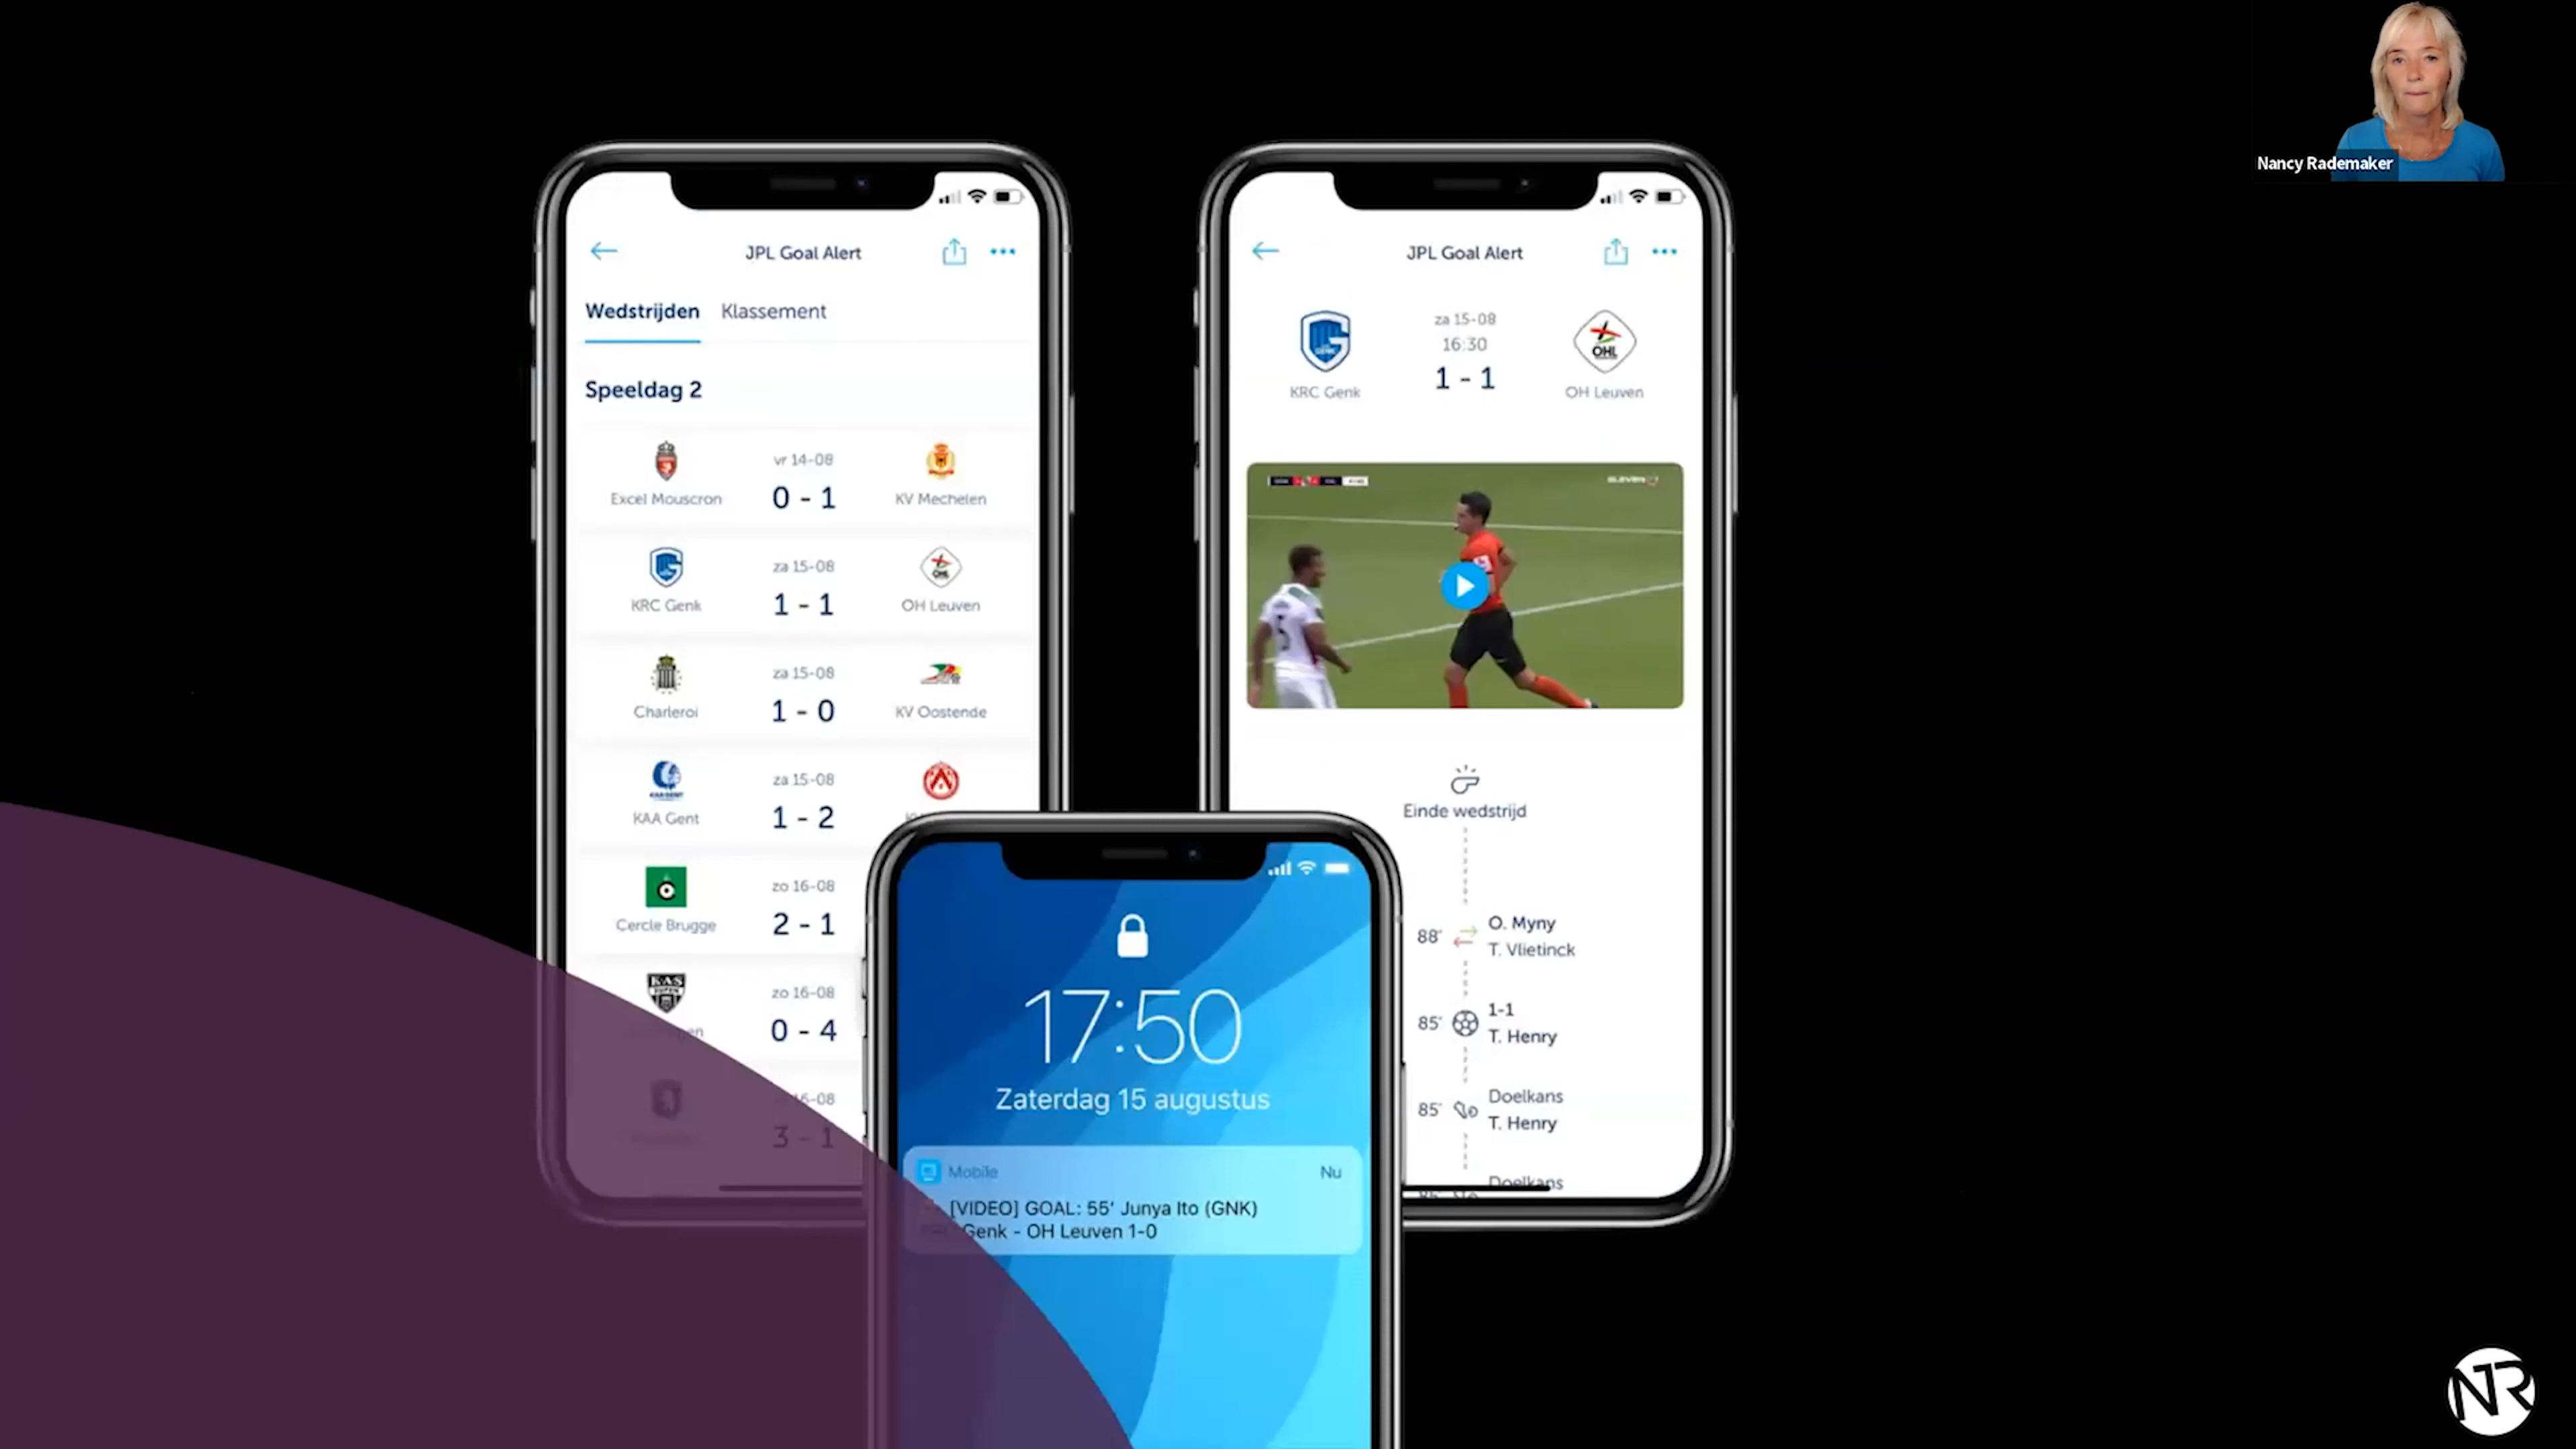 Nancy Rademaker
JPL Goal Alert
Wedstrijden Klassement
Speeldag 2
vr 14-08
Excel Mouscron 0 - 1 KV Mechelen
za 15-08
KRC Genk 1 - 1 OH Leuven
za 15-08
Charleroi 1 - 0 KV Oostende
za 15-08
KAA Gent 1 - 2
zo 16-08
Cercle Brugge 2 - 1
zo 16-08
0 - 4
3 - 1
JPL Goal Alert
za 15-08
16:30
1 - 1
KRC Genk OH Leuven
Einde wedstrijd
88' O. Myny
T. Vlietinck
85' 1-1
T. Henry
85' Doelkans
T. Henry
Doelkans
17:50
Zaterdag 15 augustus
Mobile Nu
[VIDEO] GOAL: 55' Junya Ito (GNK)
Genk - OH Leuven 1-0
NR